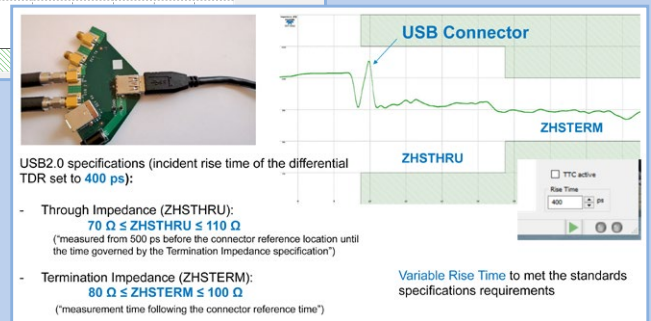 USB Connector
ZHSTERM
ZHSTHRU
USB2.0 specifications (incident rise time of the differential
TDR set to 400 ps):
TTC active
Rise Time
400 ps
- Through Impedance (ZHSTHRU):
70 Ω ≤ ZHSTHRU ≤ 110 Ω
("measured from 500 ps before the connector reference location until
the time governed by the Termination Impedance specification")
- Termination Impedance (ZHSTERM):
80 Ω ≤ ZHSTERM ≤ 100 Ω
("measurement time following the connector reference time")
Variable Rise Time to met the standards
specifications requirements